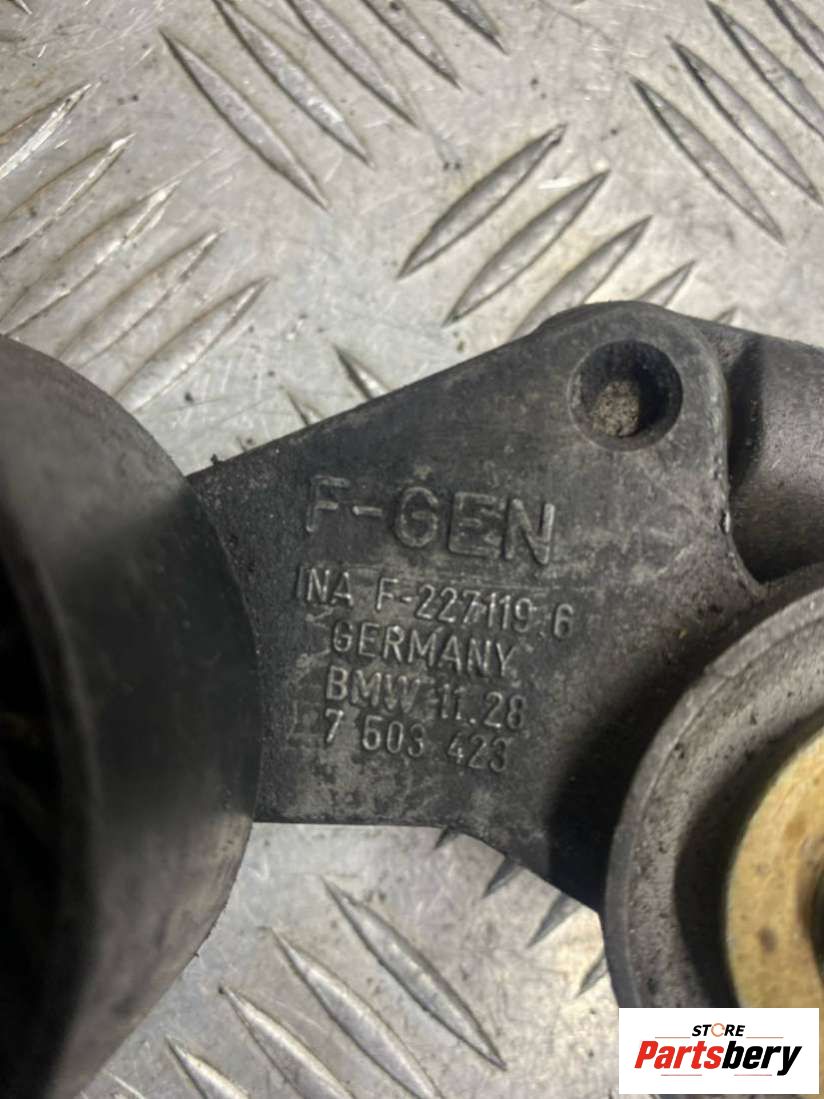 F-GEN
INA F-227119.6
GERMANY
BMW 11.28
7 503 423
STORE
Partsbery